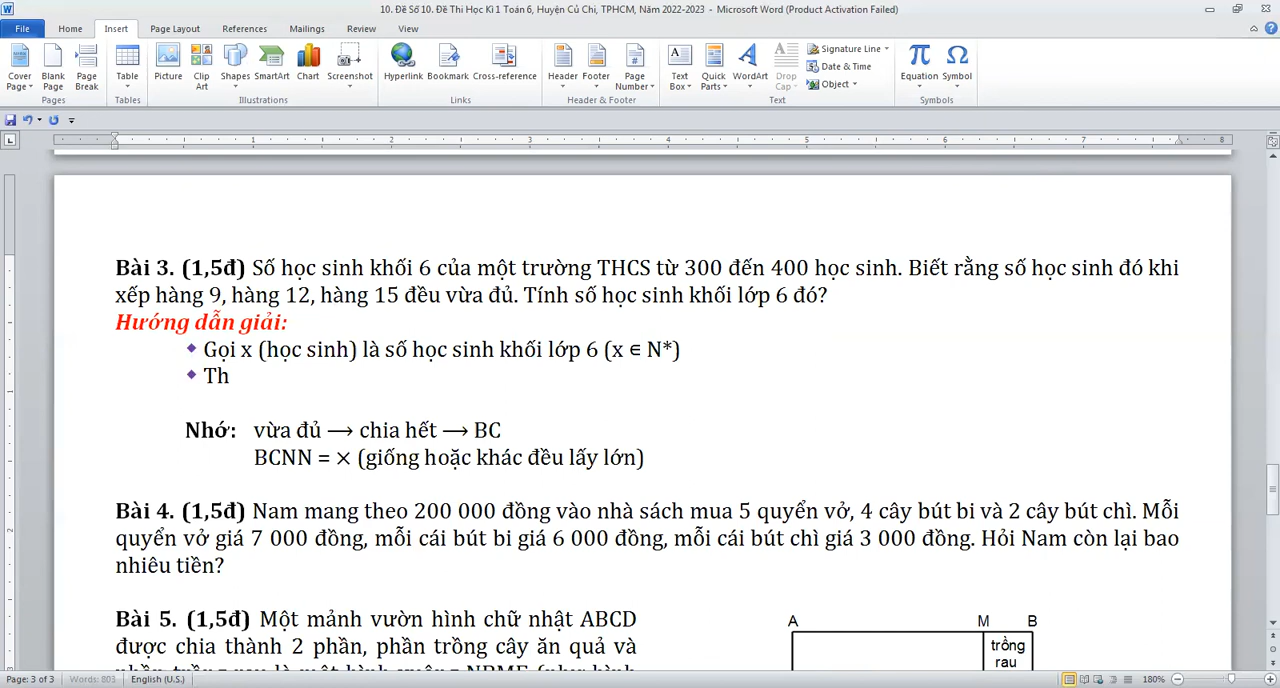 10. Đề Số 10. Đề Thi Học Kì 1 Toán 6, Huyện Củ Chi, TPHCM, Năm 2022-2023 - Microsoft Word (Product Activation Failed)
File Home Insert Page Layout References Mailings Review View
Cover Page Blank Page Page Break Table Picture Clip Art Shapes SmartArt Chart Screenshot Hyperlink Bookmark Cross-reference Header Footer Page Number Text Box Quick Parts WordArt Drop Cap Signature Line Date & Time Object Equation Symbol
Pages Tables Illustrations Links Header & Footer Text Symbols
1 2 3 4 5 6 7 8
Bài 3. (1,5đ) Số học sinh khối 6 của một trường THCS từ 300 đến 400 học sinh. Biết rằng số học sinh đó khi
xếp hàng 9, hàng 12, hàng 15 đều vừa đủ. Tính số học sinh khối lớp 6 đó?
Hướng dẫn giải:
Gọi x (học sinh) là số học sinh khối lớp 6 (x ∈ N*)
Th
Nhớ: vừa đủ ⟶ chia hết ⟶ BC
BCNN = × (giống hoặc khác đều lấy lớn)
Bài 4. (1,5đ) Nam mang theo 200 000 đồng vào nhà sách mua 5 quyển vở, 4 cây bút bi và 2 cây bút chì. Mỗi
quyển vở giá 7 000 đồng, mỗi cái bút bi giá 6 000 đồng, mỗi cái bút chì giá 3 000 đồng. Hỏi Nam còn lại bao
nhiêu tiền?
Bài 5. (1,5đ) Một mảnh vườn hình chữ nhật ABCD
được chia thành 2 phần, phần trồng cây ăn quả và
A M B
trồng
rau
Page: 3 of 3 Words: 803 English (U.S.) 180%